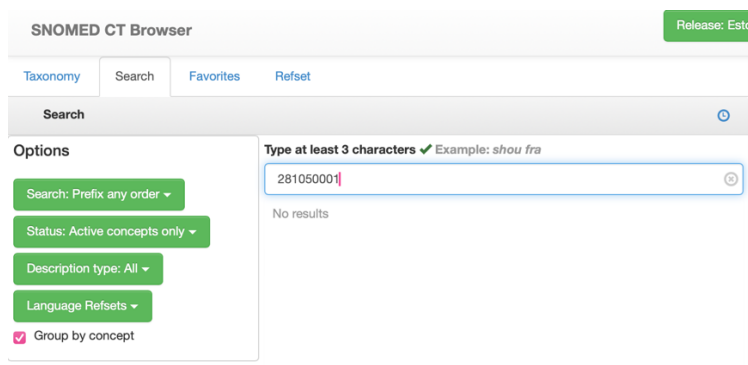 SNOMED CT Browser
Release: Esto
Taxonomy Search Favorites Refset
Search
Options
Search: Prefix any order
Status: Active concepts only
Description type: All
Language Refsets
Group by concept
Type at least 3 characters ✔ Example: shou fra
281050001
No results